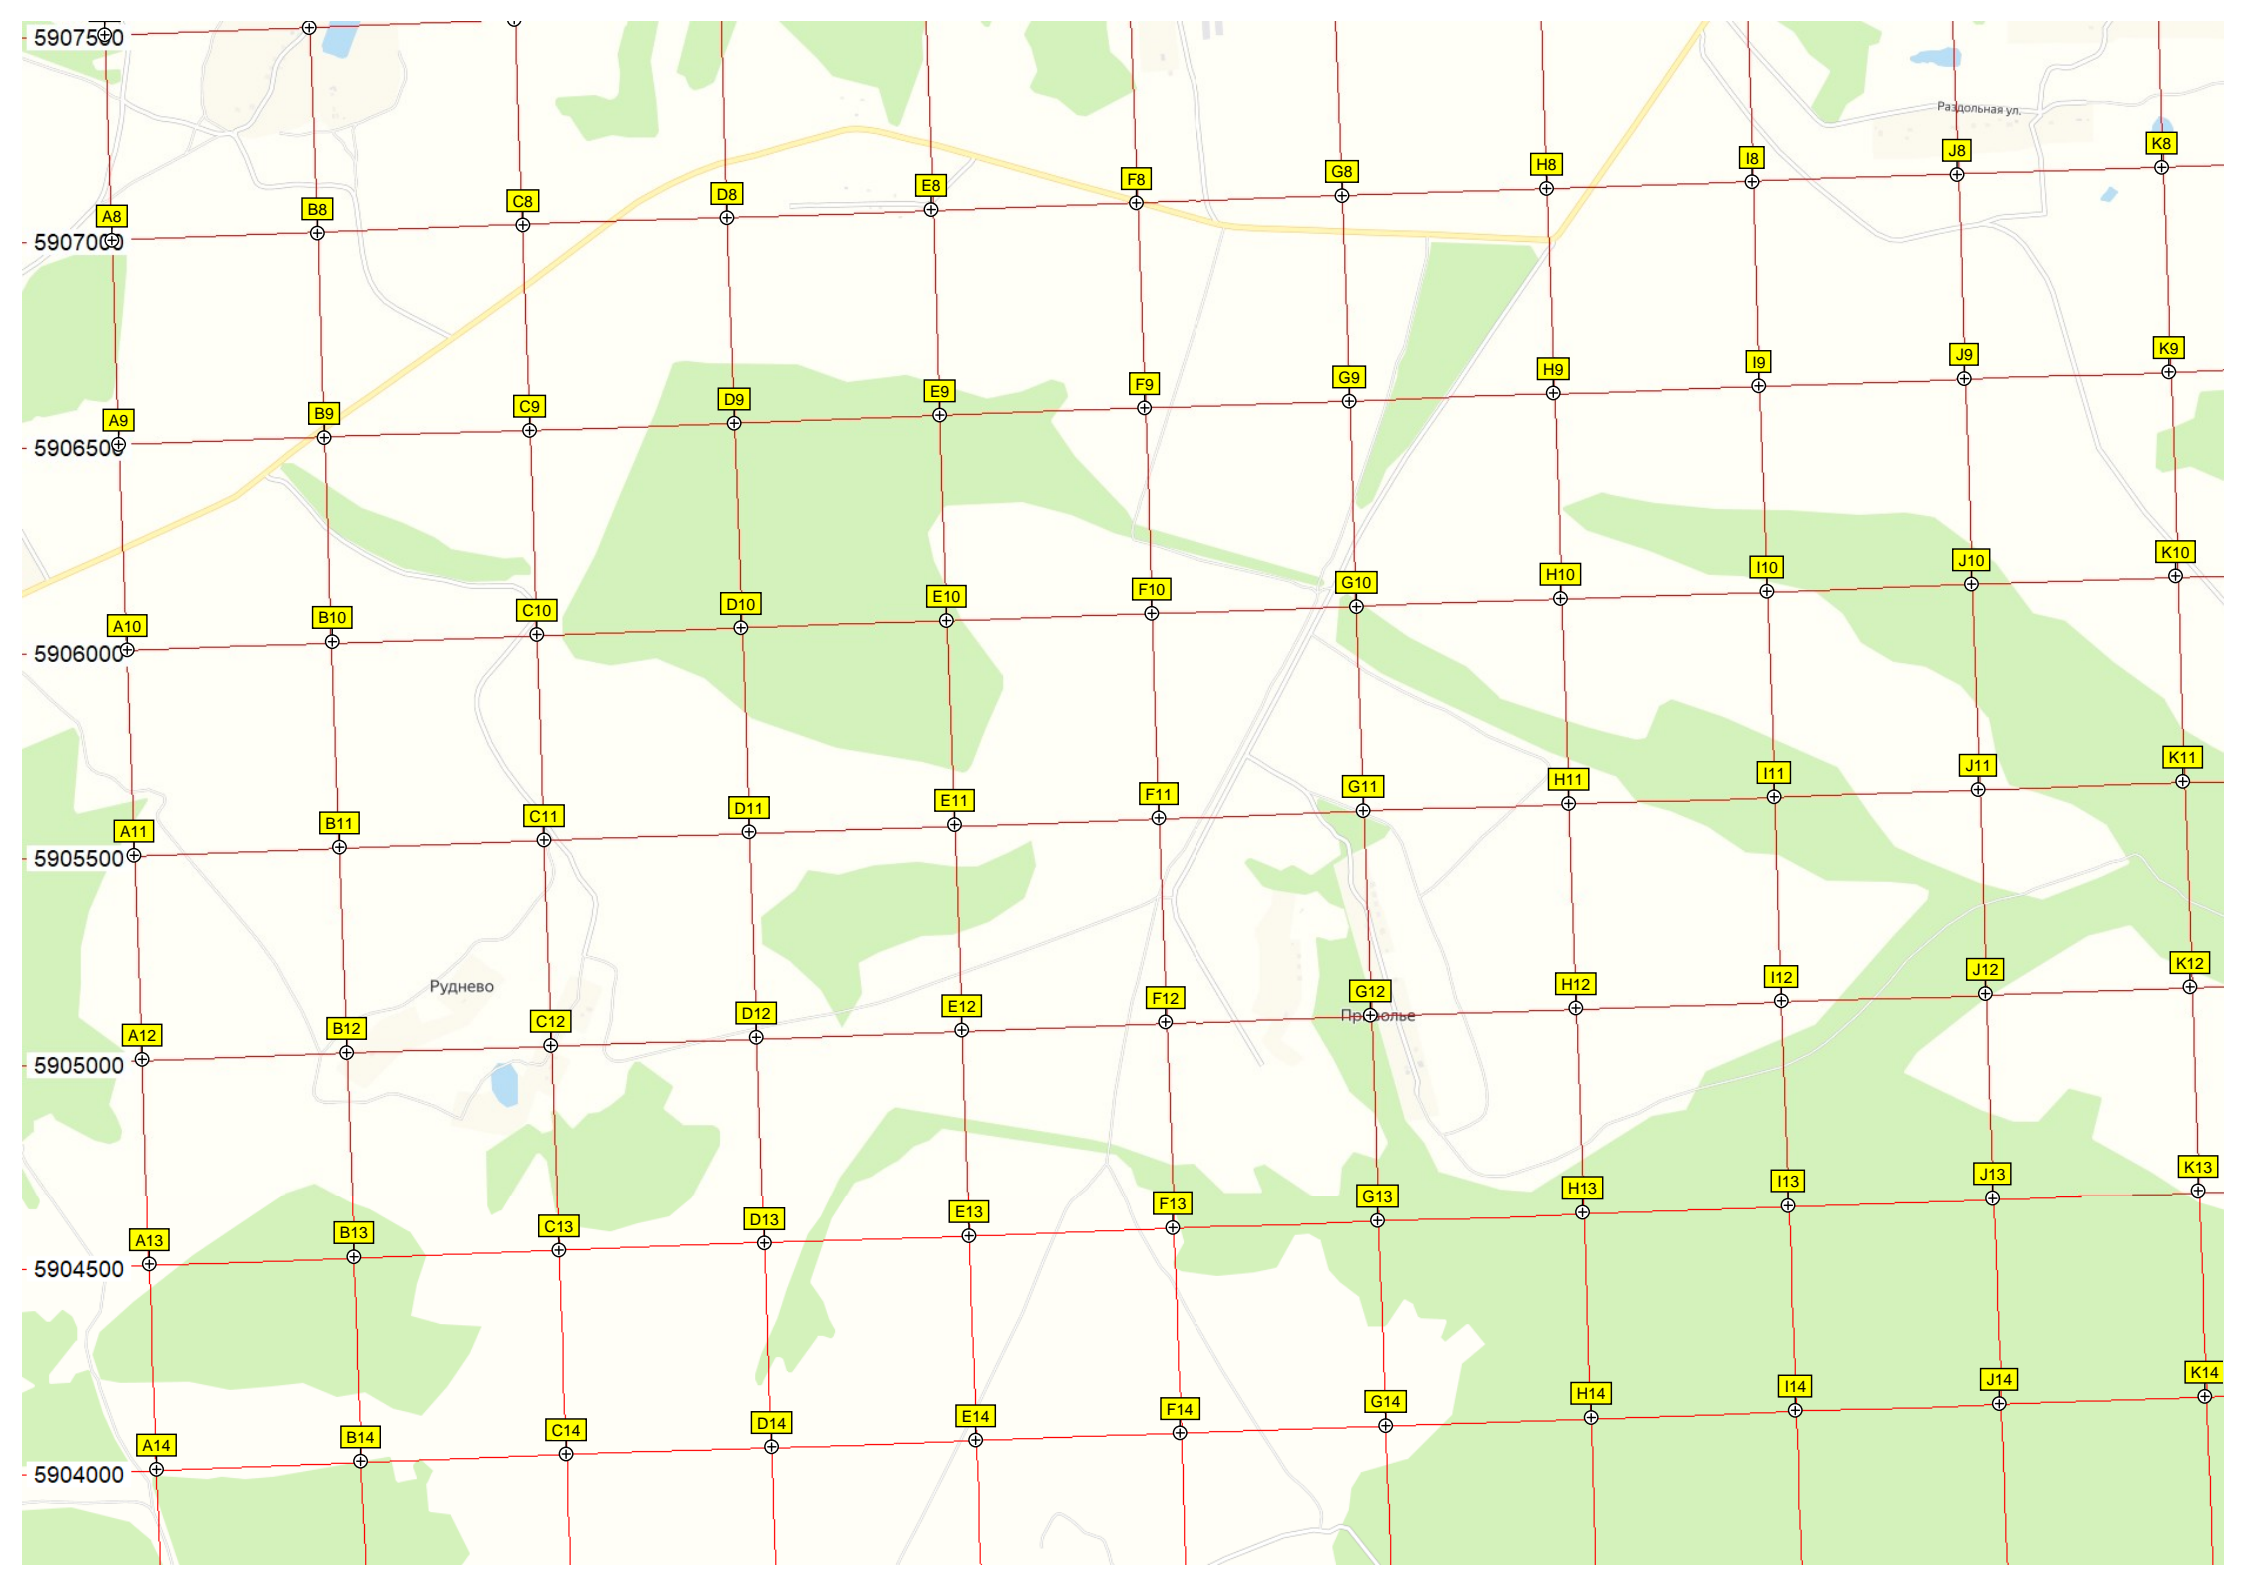 5907500
Раздольная ул.
A8 B8 C8 D8 E8 F8 G8 H8 I8 J8 K8
5907000
A9 B9 C9 D9 E9 F9 G9 H9 I9 J9 K9
5906500
A10 B10 C10 D10 E10 F10 G10 H10 I10 J10 K10
5906000
A11 B11 C11 D11 E11 F11 G11 H11 I11 J11 K11
5905500
Руднево
A12 B12 C12 D12 E12 F12 G12 H12 I12 J12 K12
5905000
A13 B13 C13 D13 E13 F13 G13 H13 I13 J13 K13
5904500
A14 B14 C14 D14 E14 F14 G14 H14 I14 J14 K14
5904000